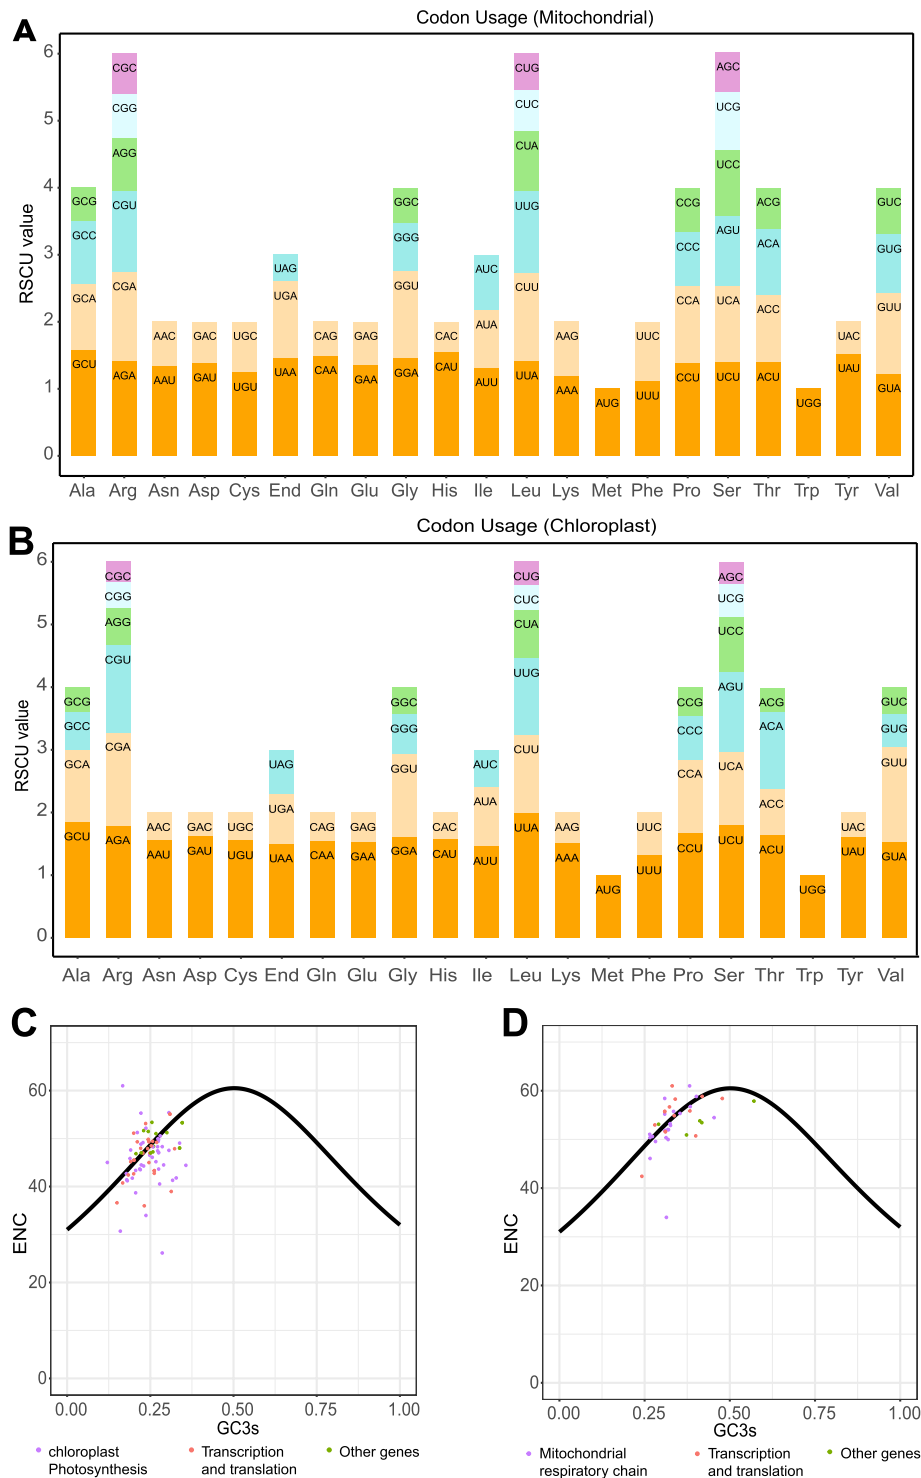 A
Codon Usage (Mitochondrial)
RSCU value
6
5
4
3
2
1
0
GCG
GCC
GCA
GCU
CGC
CGG
AGG
CGU
CGA
AGA
AAC
AAU
GAC
GAU
UGC
UGU
UAG
UGA
UAA
CAG
CAA
GAG
GAA
GGC
GGG
GGU
GGA
CAC
CAU
AUC
AUA
AUU
CUG
CUC
CUA
UUG
CUU
UUA
AAG
AAA
AUG
UUC
UUU
CCG
CCC
CCA
CCU
AGC
UCG
UCC
AGU
UCA
UCU
ACG
ACA
ACC
ACU
UGG
UAC
UAU
GUC
GUG
GUU
GUA
Ala Arg Asn Asp Cys End Gln Glu Gly His Ile Leu Lys Met Phe Pro Ser Thr Trp Tyr Val
B
Codon Usage (Chloroplast)
RSCU value
6
5
4
3
2
1
0
GCG
GCC
GCA
GCU
CGC
CGG
AGG
CGU
CGA
AGA
AAC
AAU
GAC
GAU
UGC
UGU
UAG
UGA
UAA
CAG
CAA
GAG
GAA
GGC
GGG
GGU
GGA
CAC
CAU
AUC
AUA
AUU
CUG
CUC
CUA
UUG
CUU
UUA
AAG
AAA
AUG
UUC
UUU
CCG
CCC
CCA
CCU
AGC
UCG
UCC
AGU
UCA
UCU
ACG
ACA
ACC
ACU
UGG
UAC
UAU
GUC
GUG
GUU
GUA
Ala Arg Asn Asp Cys End Gln Glu Gly His Ile Leu Lys Met Phe Pro Ser Thr Trp Tyr Val
C
ENC
60
40
20
0
0.00 0.25 0.50 0.75 1.00
GC3s
chloroplast
Photosynthesis
Transcription
and translation
Other genes
D
ENC
60
40
20
0
0.00 0.25 0.50 0.75 1.00
GC3s
Mitochondrial
respiratory chain
Transcription
and translation
Other genes